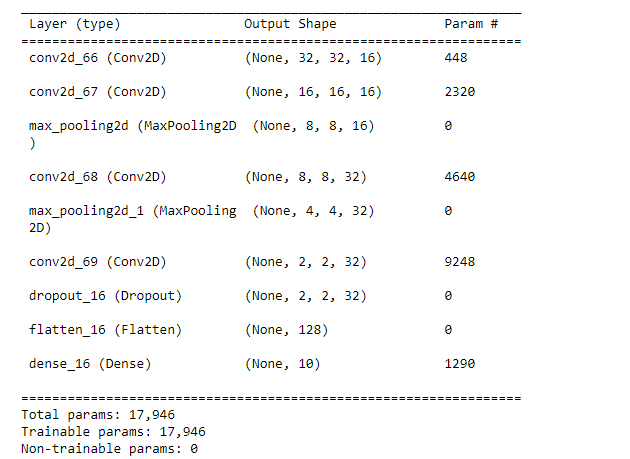 _________________________________________________________________
Layer (type) Output Shape Param #
=================================================================
conv2d_66 (Conv2D) (None, 32, 32, 16) 448
conv2d_67 (Conv2D) (None, 16, 16, 16) 2320
max_pooling2d (MaxPooling2D (None, 8, 8, 16) 0
)
conv2d_68 (Conv2D) (None, 8, 8, 32) 4640
max_pooling2d_1 (MaxPooling (None, 4, 4, 32) 0
2D)
conv2d_69 (Conv2D) (None, 2, 2, 32) 9248
dropout_16 (Dropout) (None, 2, 2, 32) 0
flatten_16 (Flatten) (None, 128) 0
dense_16 (Dense) (None, 10) 1290
=================================================================
Total params: 17,946
Trainable params: 17,946
Non-trainable params: 0